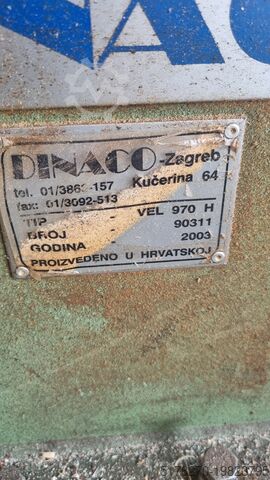 DINACO-Zagreb
tel. 01/3863-157 Kučerina 64
fax: 01/3092-513
TIP - VEL 970 H
BROJ - 90311
GODINA - 2003
PROIZVEDENO U HRVATSKOJ